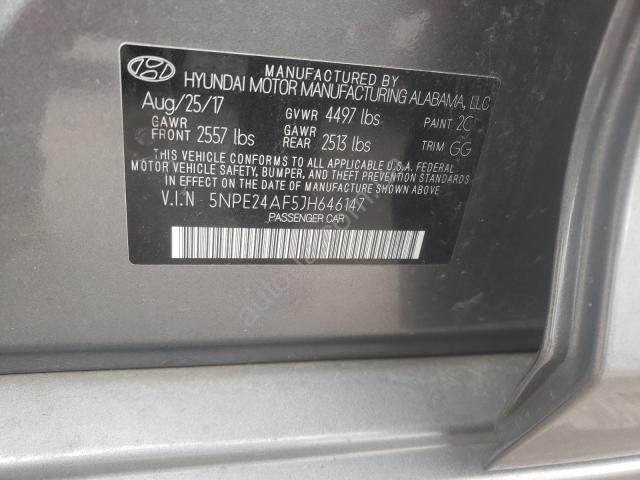 MANUFACTURED BY
HYUNDAI MOTOR MANUFACTURING ALABAMA, LLC
Aug/25/17 GVWR 4497 lbs PAINT 2C
GAWR FRONT 2557 lbs GAWR REAR 2513 lbs TRIM GG
THIS VEHICLE CONFORMS TO ALL APPLICABLE U.S.A. FEDERAL
MOTOR VEHICLE SAFETY, BUMPER, AND THEFT PREVENTION STANDARDS
IN EFFECT ON THE DATE OF MANUFACTURE SHOWN ABOVE.
V.I.N 5NPE24AF5JH646147
PASSENGER CAR